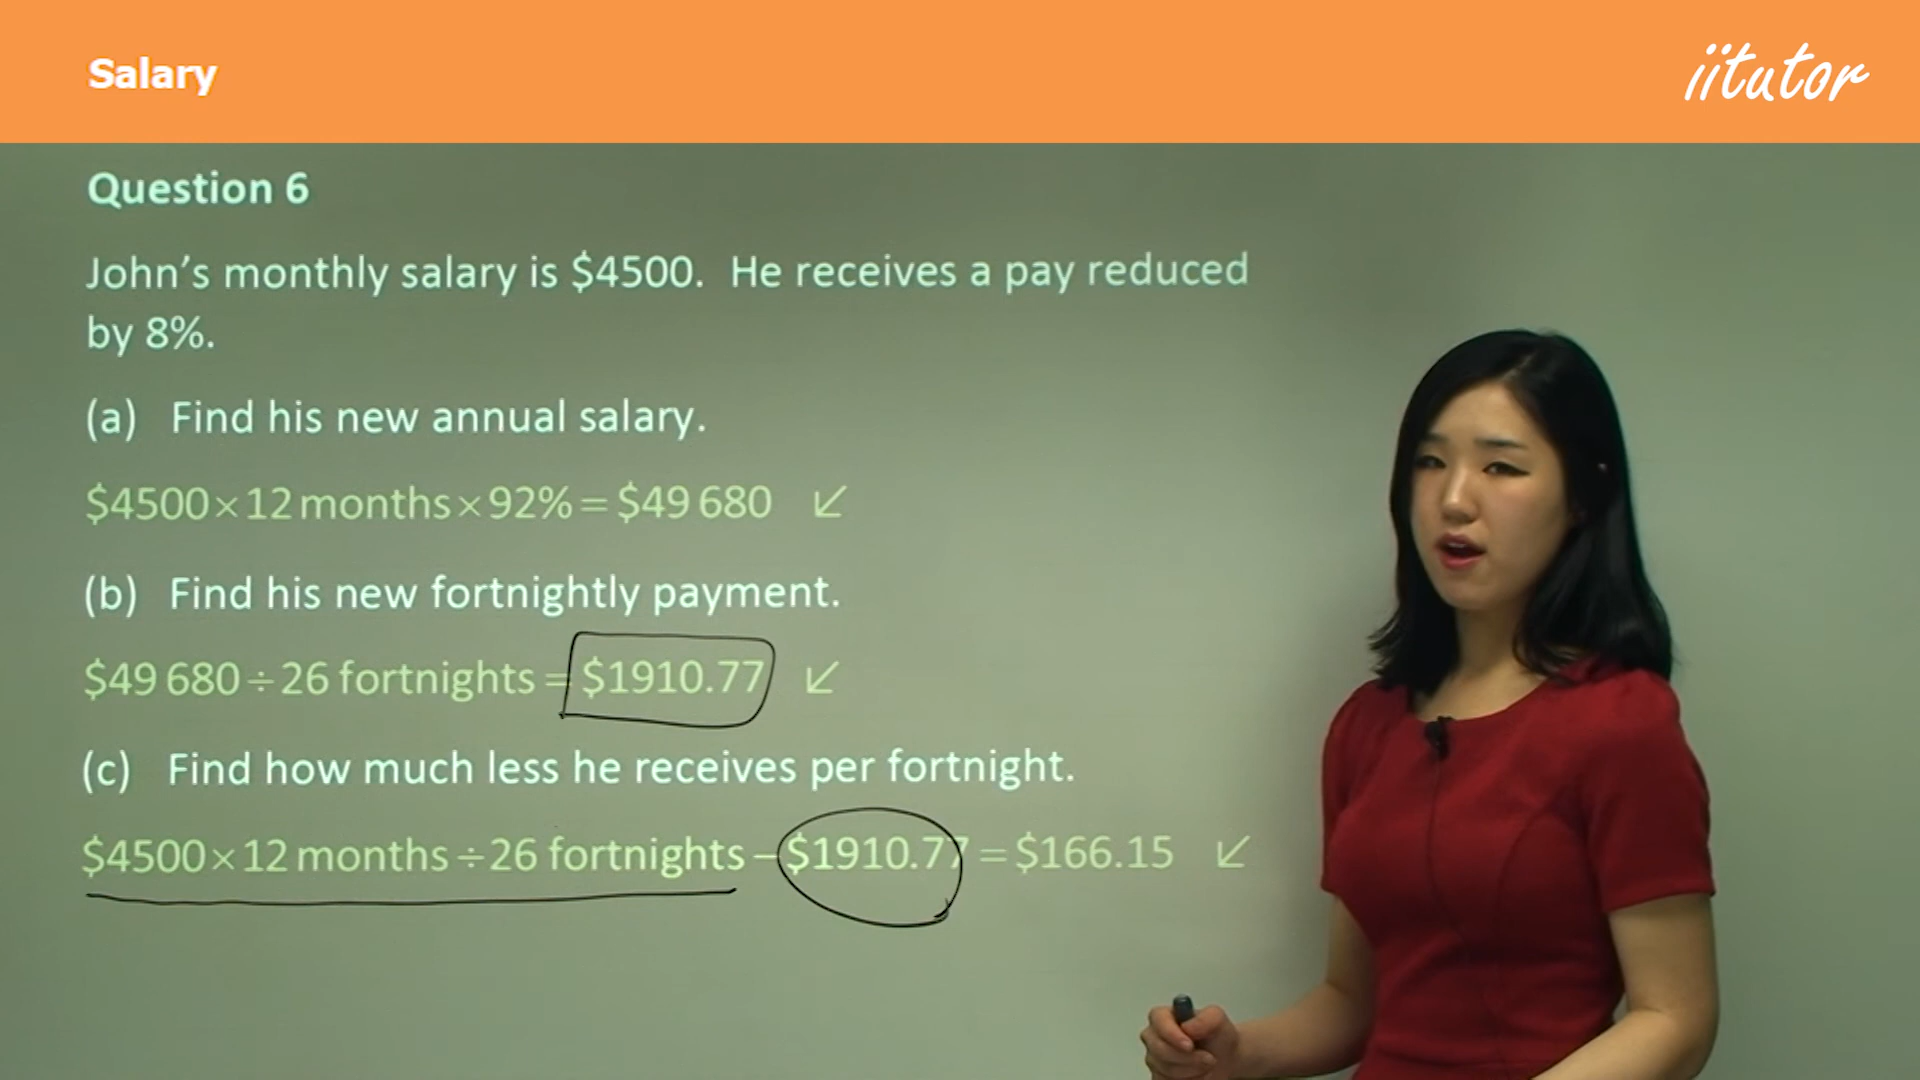 Salary
iitutor
Question 6
John's monthly salary is $4500. He receives a pay reduced
by 8%.
(a) Find his new annual salary.
$4500×12 months×92%=$49 680 ↙
(b) Find his new fortnightly payment.
$49 680÷26 fortnights=$1910.77 ↙
(c) Find how much less he receives per fortnight.
$4500×12 months÷26 fortnights−$1910.77=$166.15 ↙